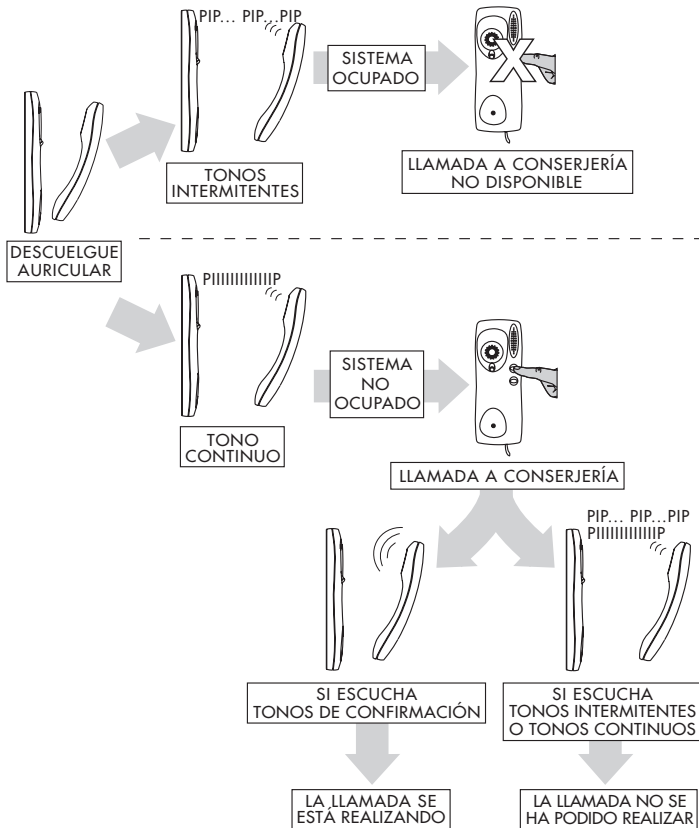 PIP... PIP...PIP
TONOS
INTERMITENTES
SISTEMA
OCUPADO
LLAMADA A CONSERJERÍA
NO DISPONIBLE
DESCUELGUE
AURICULAR
PIIIIIIIIIIIIIP
TONO
CONTINUO
SISTEMA
NO
OCUPADO
LLAMADA A CONSERJERÍA
SI ESCUCHA
TONOS DE CONFIRMACIÓN
LA LLAMADA SE
ESTÁ REALIZANDO
PIP... PIP...PIP
PIIIIIIIIIIIIIP
SI ESCUCHA
TONOS INTERMITENTES
O TONOS CONTINUOS
LA LLAMADA NO SE
HA PODIDO REALIZAR